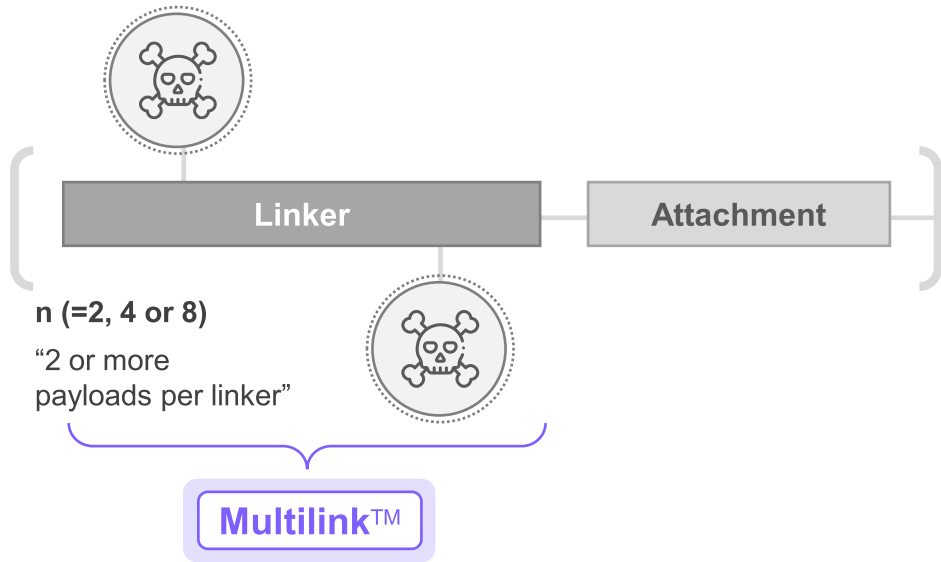 Linker
Attachment
n (=2, 4 or 8)
“2 or more
payloads per linker”
Multilink™